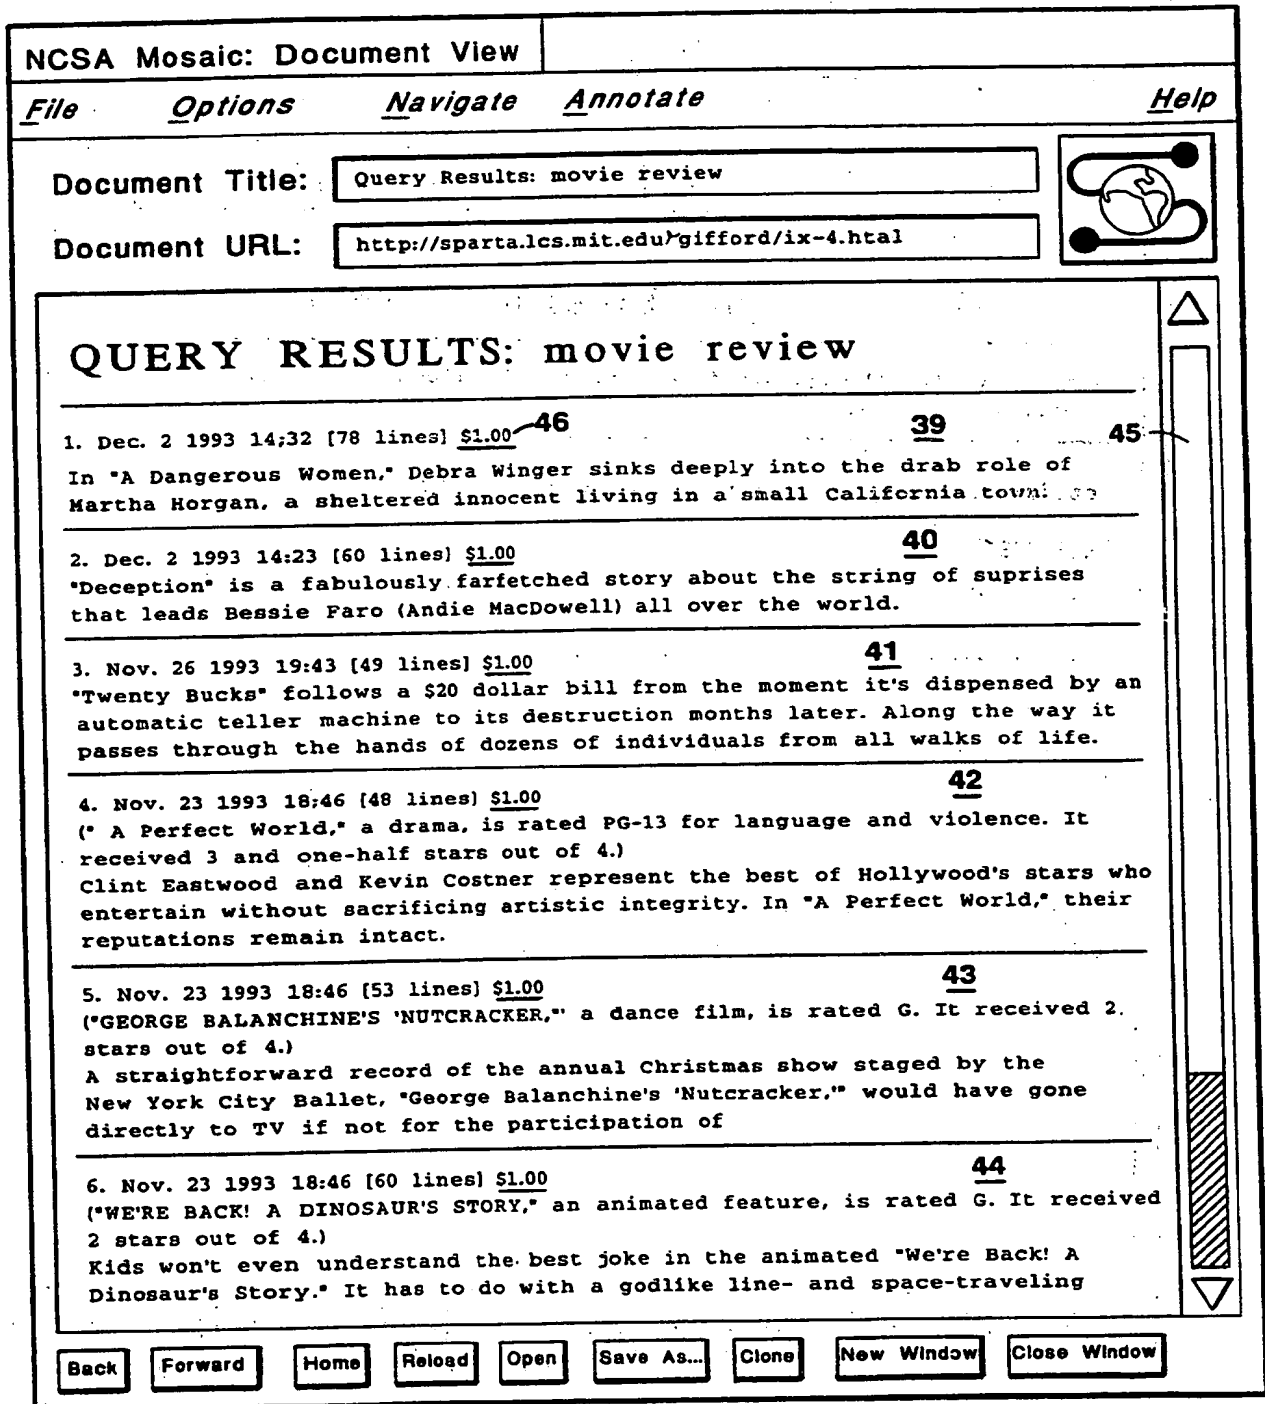 NCSA Mosaic: Document View
File Options Navigate Annotate Help
Document Title: Query Results: movie review
Document URL: http://sparta.lcs.mit.edu/gifford/ix-4.htal
QUERY RESULTS: movie review
1. Dec. 2 1993 14;32 [78 lines] $1.00 46 39 45
In "A Dangerous Women," Debra Winger sinks deeply into the drab role of
Martha Horgan, a sheltered innocent living in a small California town.
2. Dec. 2 1993 14:23 [60 lines] $1.00 40
"Deception" is a fabulously farfetched story about the string of suprises
that leads Bessie Faro (Andie MacDowell) all over the world.
3. Nov. 26 1993 19:43 [49 lines] $1.00 41
"Twenty Bucks" follows a $20 dollar bill from the moment it's dispensed by an
automatic teller machine to its destruction months later. Along the way it
passes through the hands of dozens of individuals from all walks of life.
4. Nov. 23 1993 18;46 [48 lines] $1.00 42
(" A Perfect World," a drama, is rated PG-13 for language and violence. It
received 3 and one-half stars out of 4.)
Clint Eastwood and Kevin Costner represent the best of Hollywood's stars who
entertain without sacrificing artistic integrity. In "A Perfect World," their
reputations remain intact.
5. Nov. 23 1993 18:46 [53 lines] $1.00 43
("GEORGE BALANCHINE'S 'NUTCRACKER,"' a dance film, is rated G. It received 2.
stars out of 4.)
A straightforward record of the annual Christmas show staged by the
New York City Ballet, "George Balanchine's 'Nutcracker,'" would have gone
directly to TV if not for the participation of
6. Nov. 23 1993 18:46 [60 lines] $1.00 44
("WE'RE BACK! A DINOSAUR'S STORY," an animated feature, is rated G. It received
2 stars out of 4.)
Kids won't even understand the best joke in the animated "We're Back! A
Dinosaur's Story." It has to do with a godlike line- and space-traveling
Back Forward Home Reload Open Save As... Clone New Window Close Window